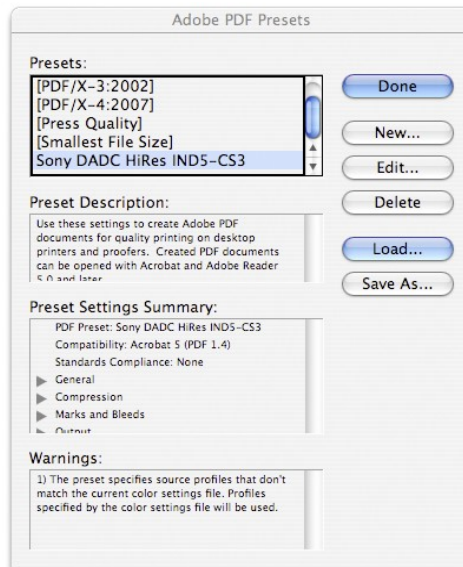 Adobe PDF Presets
Presets:
[PDF/X-3:2002]
[PDF/X-4:2007]
[Press Quality]
[Smallest File Size]
Sony DADC HiRes IND5-CS3
Done
New...
Edit...
Delete
Load...
Save As...
Preset Description:
Use these settings to create Adobe PDF
documents for quality printing on desktop
printers and proofers. Created PDF documents
can be opened with Acrobat and Adobe Reader
5.0 and later.
Preset Settings Summary:
PDF Preset: Sony DADC HiRes IND5-CS3
Compatibility: Acrobat 5 (PDF 1.4)
Standards Compliance: None
General
Compression
Marks and Bleeds
Output
Warnings:
1) The preset specifies source profiles that don't
match the current color settings file. Profiles
specified by the color settings file will be used.